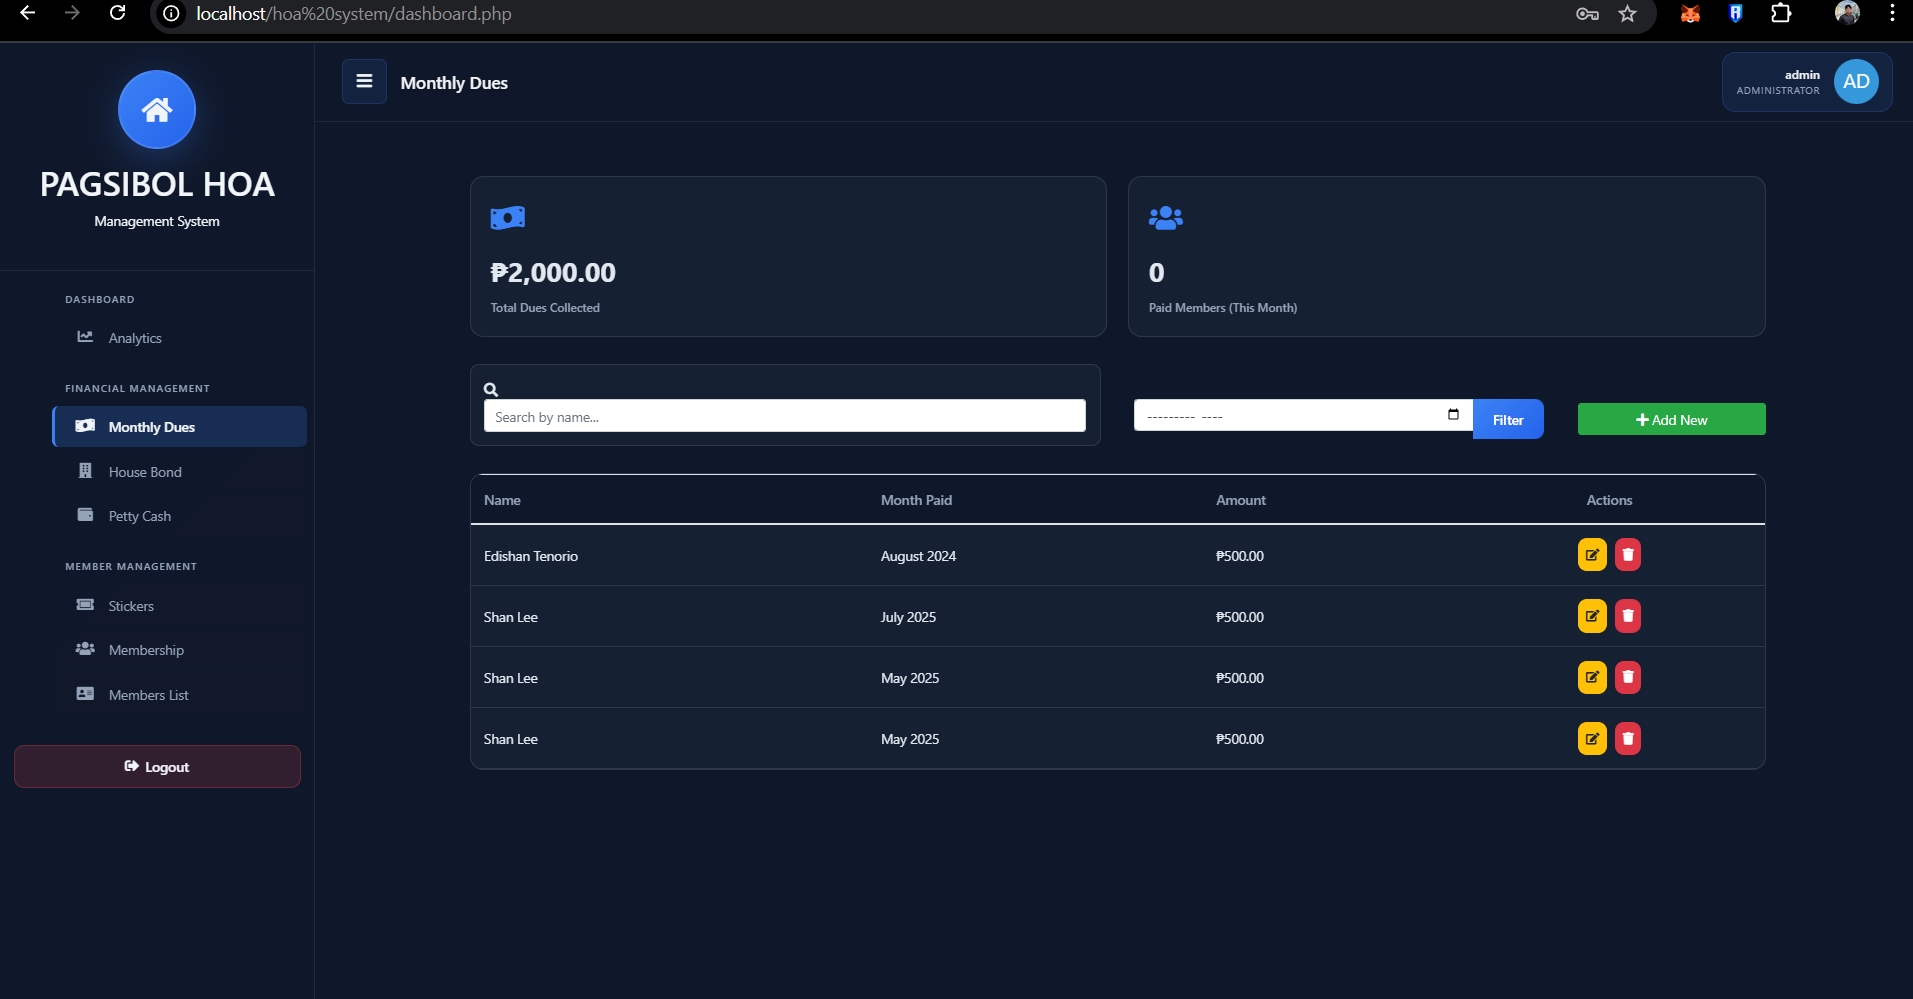 localhost/hoa%20system/dashboard.php
PAGSIBOL HOA
Management System
DASHBOARD
Analytics
FINANCIAL MANAGEMENT
Monthly Dues
House Bond
Petty Cash
MEMBER MANAGEMENT
Stickers
Membership
Members List
Logout
Monthly Dues
admin
ADMINISTRATOR
AD
₱2,000.00
Total Dues Collected
0
Paid Members (This Month)
Search by name...
--------- ----
Filter
Add New
Name Month Paid Amount Actions
Edishan Tenorio August 2024 ₱500.00
Shan Lee July 2025 ₱500.00
Shan Lee May 2025 ₱500.00
Shan Lee May 2025 ₱500.00